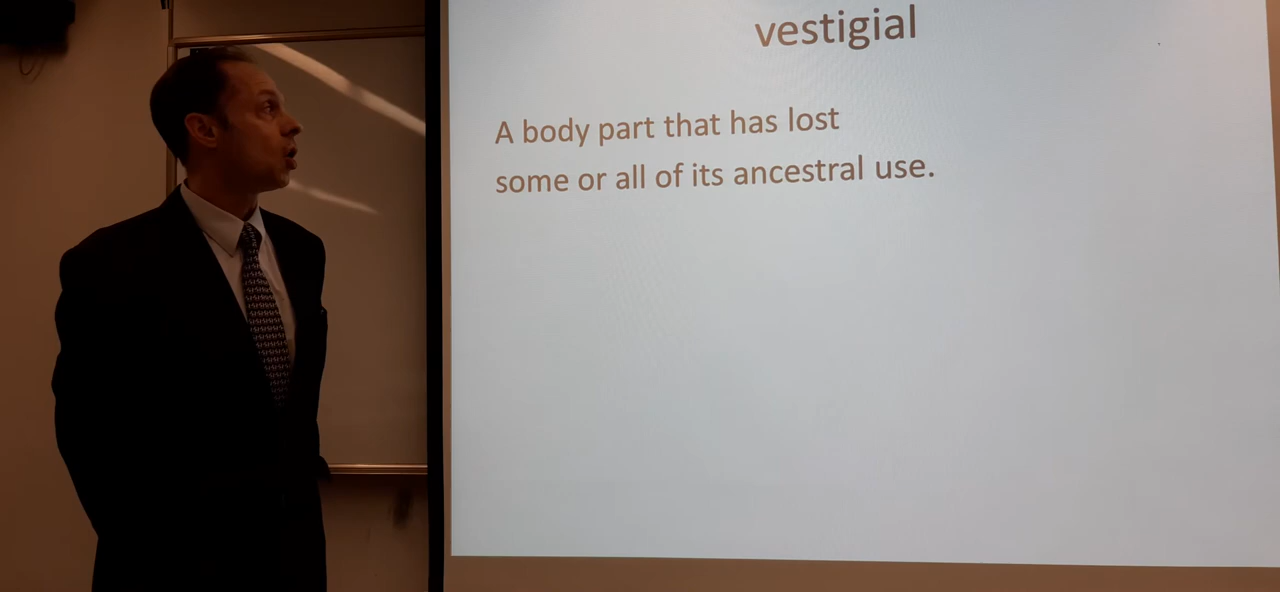 vestigial
A body part that has lost
some or all of its ancestral use.